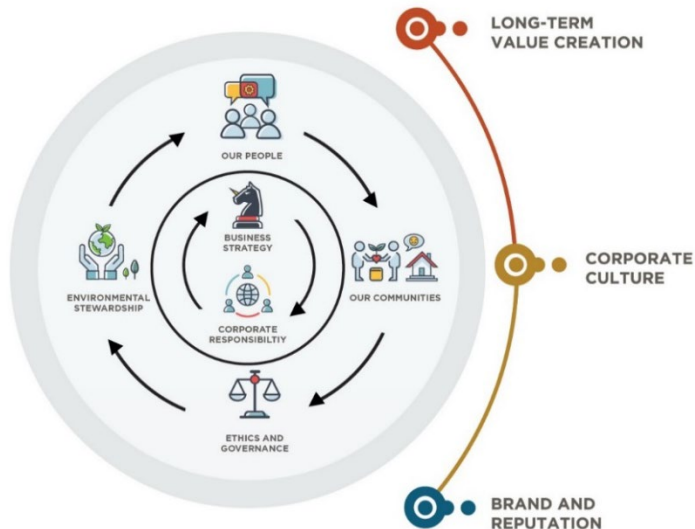 LONG-TERM
VALUE CREATION
OUR PEOPLE
BUSINESS
STRATEGY
CORPORATE
CULTURE
ENVIRONMENTAL
STEWARDSHIP
OUR COMMUNITIES
CORPORATE
RESPONSIBILTIY
ETHICS AND
GOVERNANCE
BRAND AND
REPUTATION